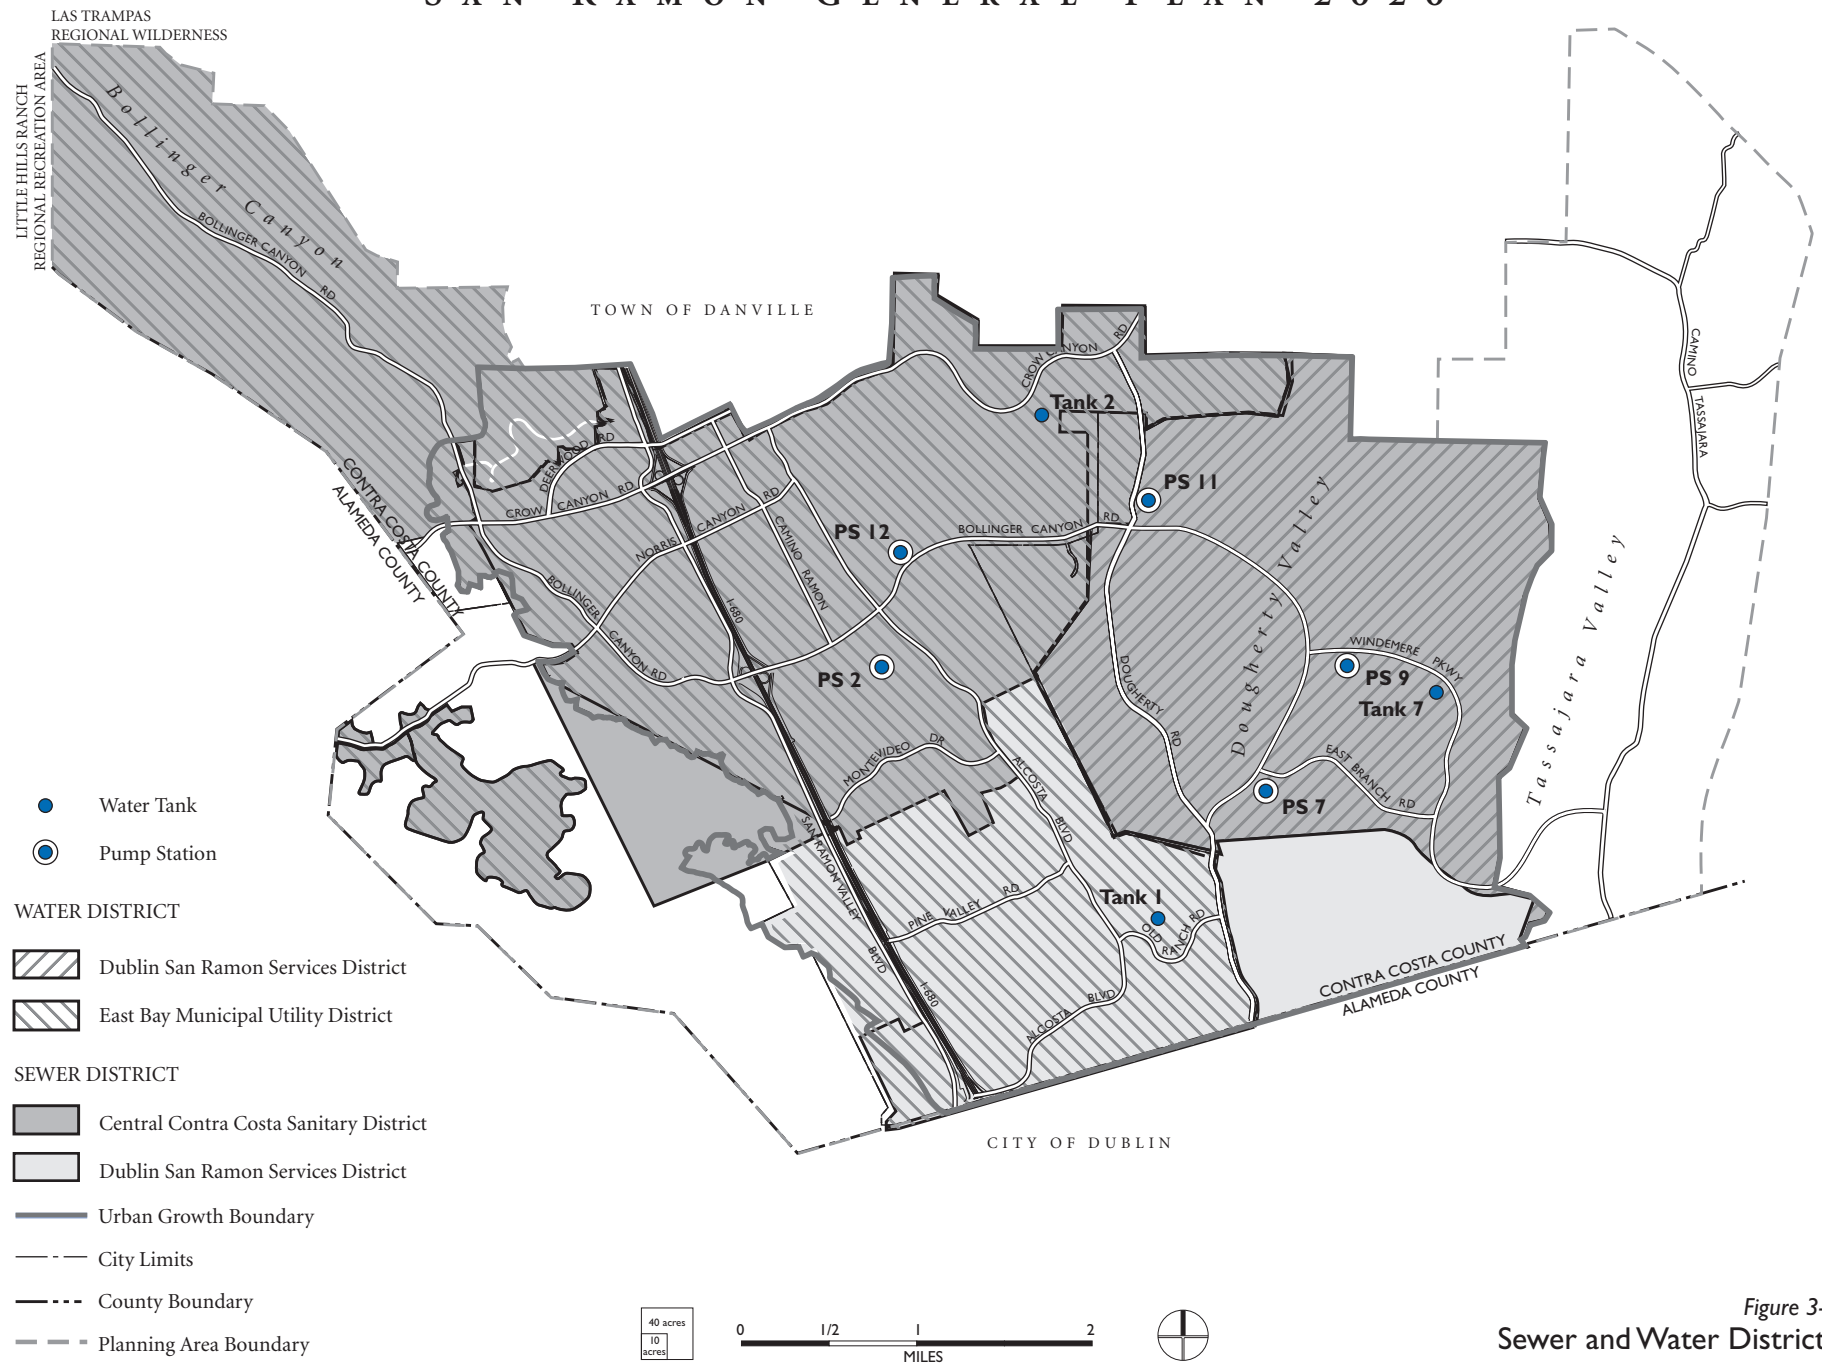 SAN RAMON GENERAL PLAN 2020
LAS TRAMPAS
REGIONAL WILDERNESS
LITTLE HILLS RANCH
REGIONAL RECREATION AREA
Bollinger Canyon
BOLLINGER CANYON
RD
TOWN OF DANVILLE
CROW CANYON RD
Tank 2
CONTRA COSTA COUNTY
ALAMEDA COUNTY
DEERWOOD RD
CROW CANYON RD
NORRIS CANYON RD
CAMINO RAMON
PS 12
PS 11
BOLLINGER CANYON RD
Dougherty Valley
CAMINO
TASSAJARA
Tassajara Valley
BOLLINGER
CANYON RD
I-680
PS 2
DOUGHERTY
RD
WINDEMERE PKWY
PS 9
Tank 7
EAST BRANCH RD
PS 7
MONTEVIDEO DR
ALCOSTA
BLVD
SAN RAMON VALLEY
BLVD
PINE VALLEY RD
Tank 1
OLD RANCH RD
I-680
ALCOSTA BLVD
CONTRA COSTA COUNTY
ALAMEDA COUNTY
CITY OF DUBLIN
Water Tank
Pump Station
WATER DISTRICT
Dublin San Ramon Services District
East Bay Municipal Utility District
SEWER DISTRICT
Central Contra Costa Sanitary District
Dublin San Ramon Services District
Urban Growth Boundary
City Limits
County Boundary
Planning Area Boundary
40 acres
10
acres
0 1/2 1 2
MILES
Figure 3-
Sewer and Water District